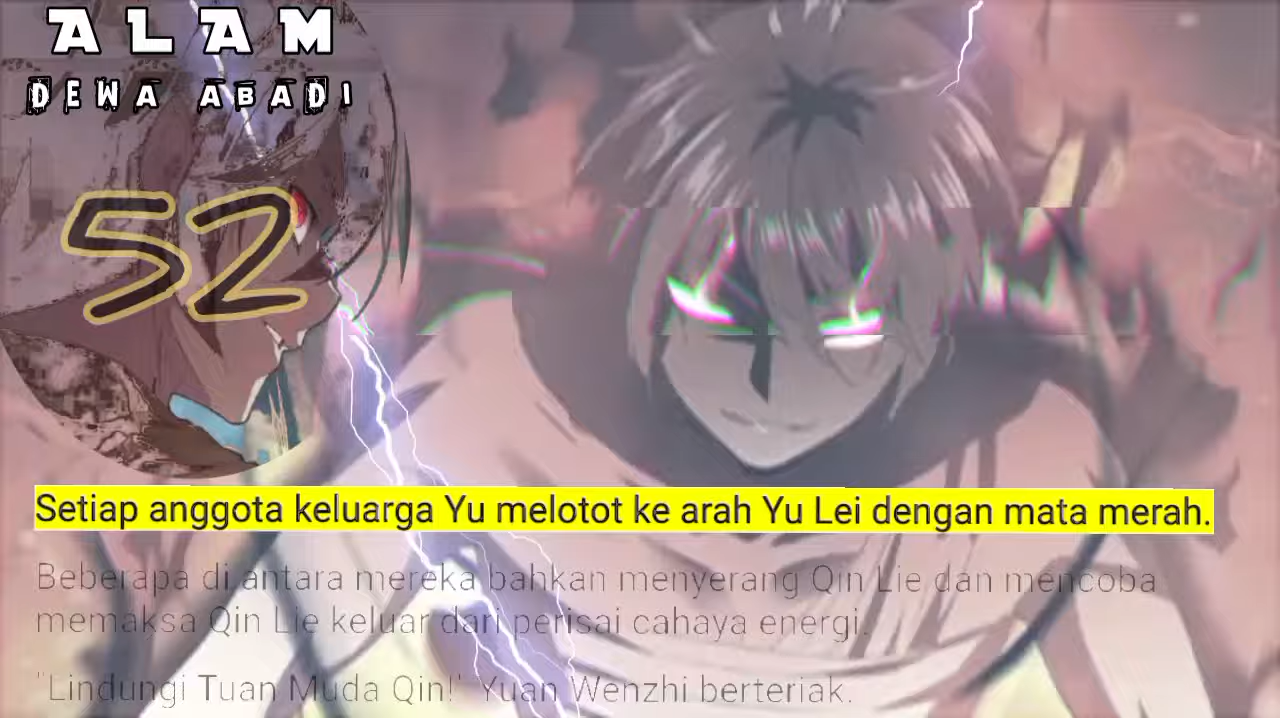 ALAM
DEWA ABADI
52
Setiap anggota keluarga Yu melotot ke arah Yu Lei dengan mata merah.
Beberapa di antara mereka bahkan menyerang Qin Lie dan mencoba
memaksa Qin Lie keluar dari perisai cahaya energi.
"Lindungi Tuan Muda Qin!" Yuan Wenzhi berteriak.